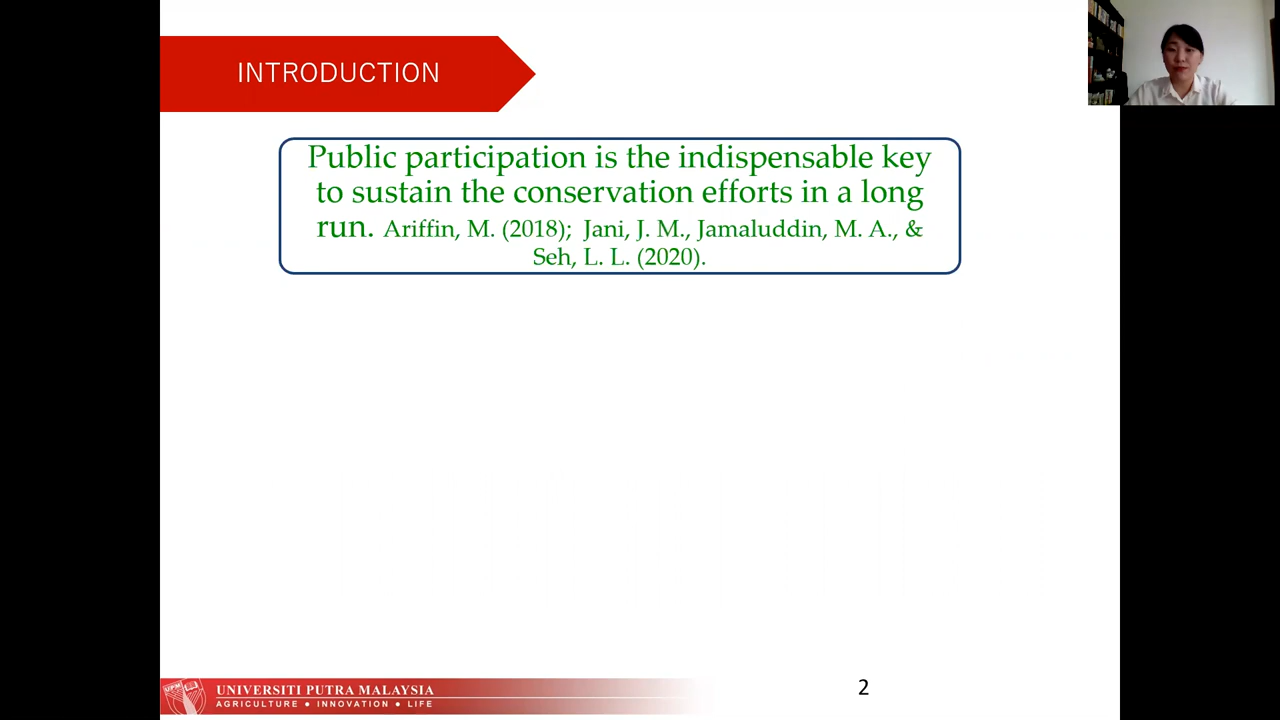 INTRODUCTION
Public participation is the indispensable key
to sustain the conservation efforts in a long
run. Ariffin, M. (2018);  Jani, J. M., Jamaluddin, M. A., &
Seh, L. L. (2020).
UPM
UNIVERSITI PUTRA MALAYSIA
AGRICULTURE • INNOVATION • LIFE
2